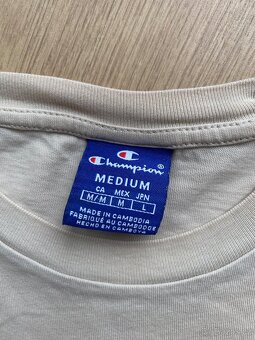 Champion®
MEDIUM
CA MEX JPN
M/M M L
MADE IN CAMBODIA
FABRIQUÉ AU CAMBODGE
HECHO EN CAMBOYA